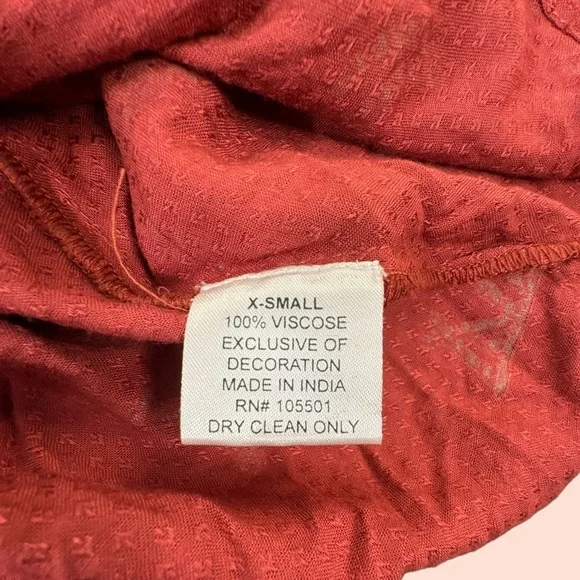 X-SMALL
100% VISCOSE
EXCLUSIVE OF
DECORATION
MADE IN INDIA
RN# 105501
DRY CLEAN ONLY